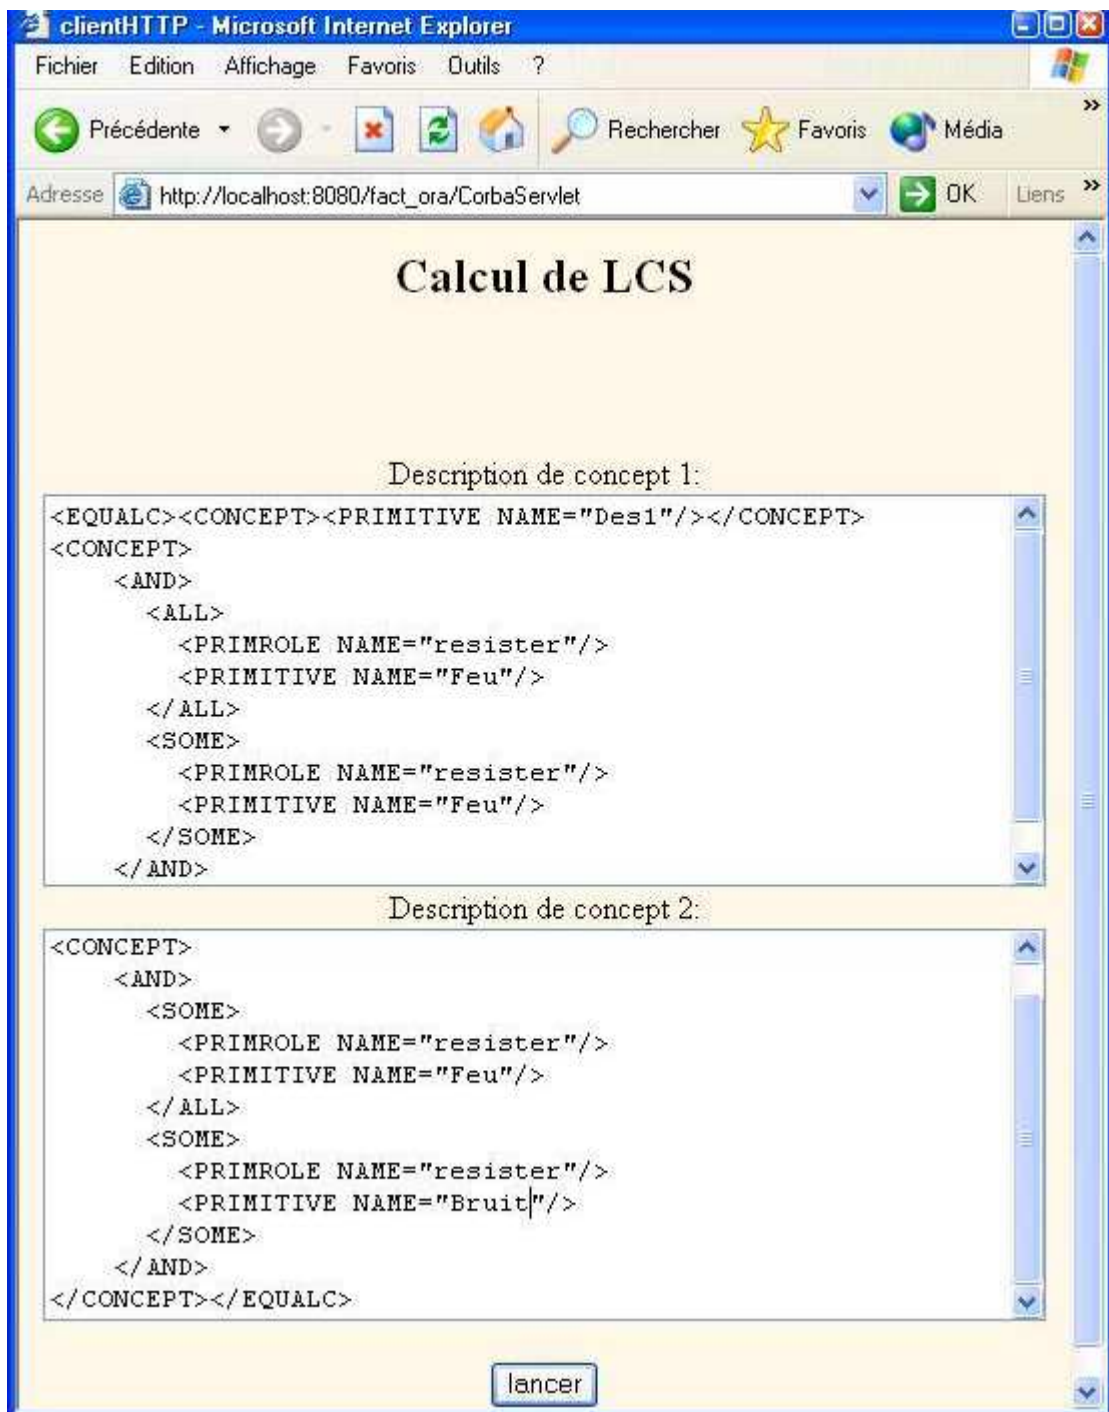 clientHTTP - Microsoft Internet Explorer
Fichier Edition Affichage Favoris Outils ?
Précédente Rechercher Favoris Média »
Adresse http://localhost:8080/fact_ora/CorbaServlet OK Liens »
Calcul de LCS
Description de concept 1:
<EQUALC><CONCEPT><PRIMITIVE NAME="Des1"/></CONCEPT>
<CONCEPT>
<AND>
<ALL>
<PRIMROLE NAME="resister"/>
<PRIMITIVE NAME="Feu"/>
</ALL>
<SOME>
<PRIMROLE NAME="resister"/>
<PRIMITIVE NAME="Feu"/>
</SOME>
</AND>
Description de concept 2:
<CONCEPT>
<AND>
<SOME>
<PRIMROLE NAME="resister"/>
<PRIMITIVE NAME="Feu"/>
</ALL>
<SOME>
<PRIMROLE NAME="resister"/>
<PRIMITIVE NAME="Bruit"/>
</SOME>
</AND>
</CONCEPT></EQUALC>
lancer